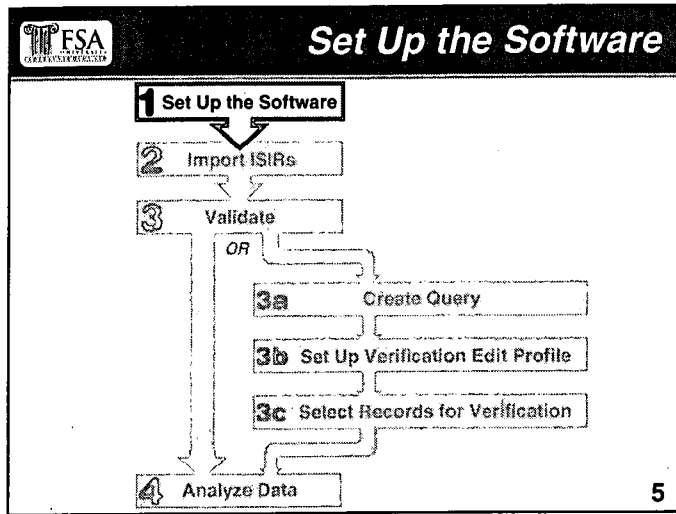 FSA
UNIVERSITY
Set Up the Software
1 Set Up the Software
2 Import ISIRs
3 Validate
OR
3a Create Query
3b Set Up Verification Edit Profile
3c Select Records for Verification
4 Analyze Data
5